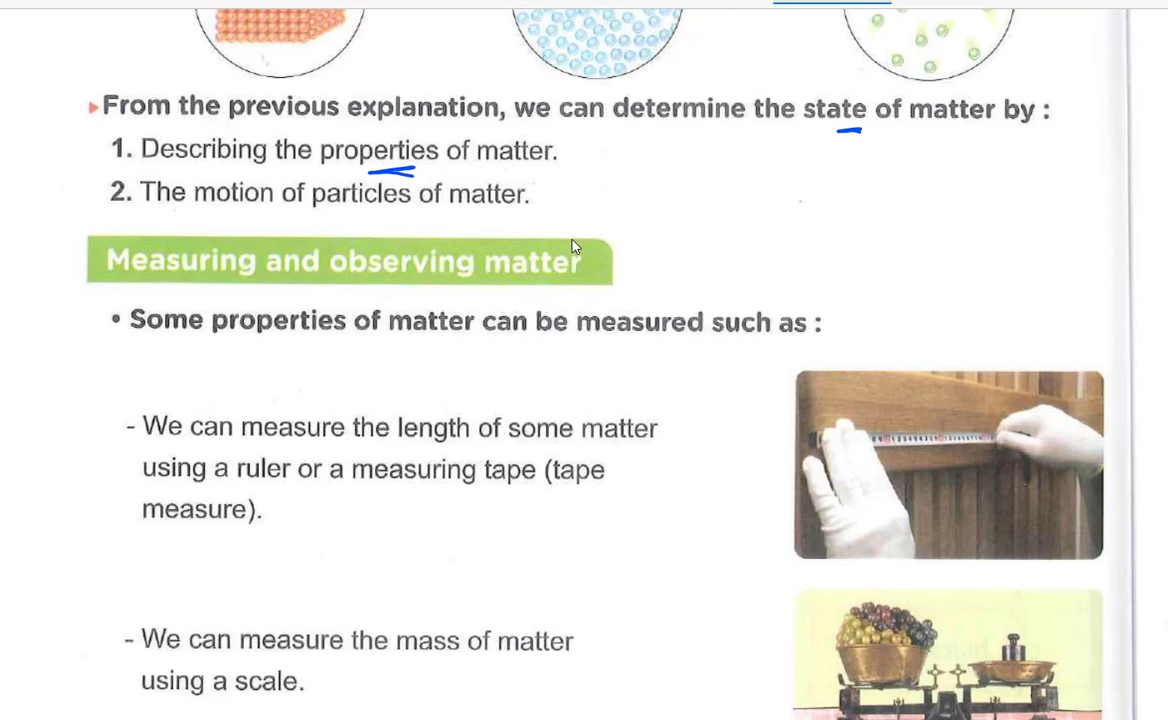 ▸From the previous explanation, we can determine the state of matter by :
1. Describing the properties of matter.
2. The motion of particles of matter.
Measuring and observing matter
• Some properties of matter can be measured such as :
- We can measure the length of some matter
using a ruler or a measuring tape (tape
measure).
- We can measure the mass of matter
using a scale.